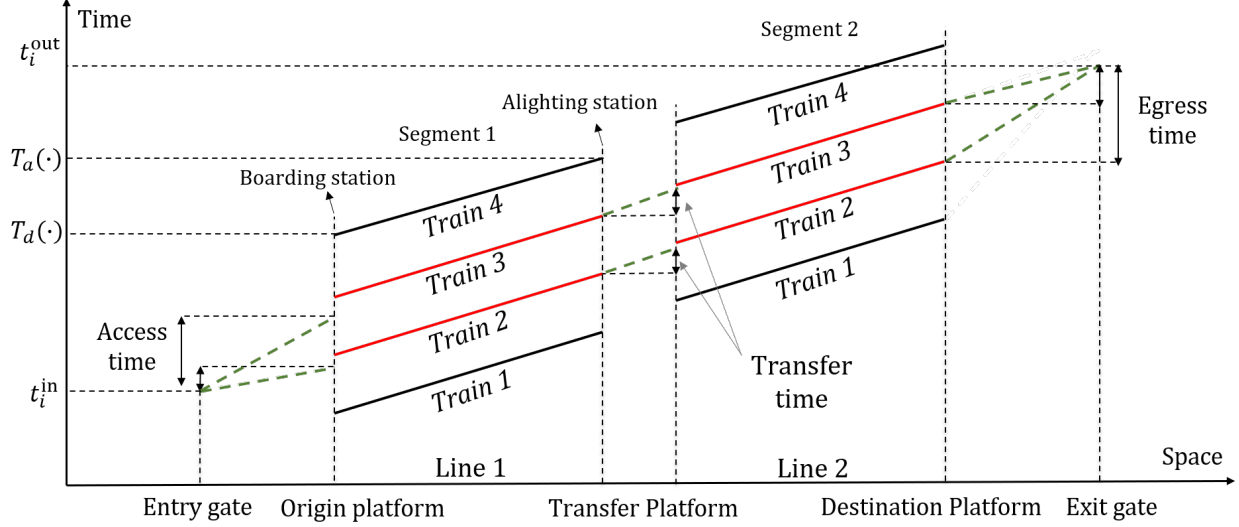 Time
t_i^out
Segment 2
Alighting station
Segment 1
Train 4
Train 4
Egress
time
T_a(·)
Boarding station
Train 3
Train 3
T_d(·)
Train 2
Train 2
Train 1
Access
time
Transfer
time
t_i^in
Train 1
Line 1
Line 2
Space
Entry gate
Origin platform
Transfer Platform
Destination Platform
Exit gate